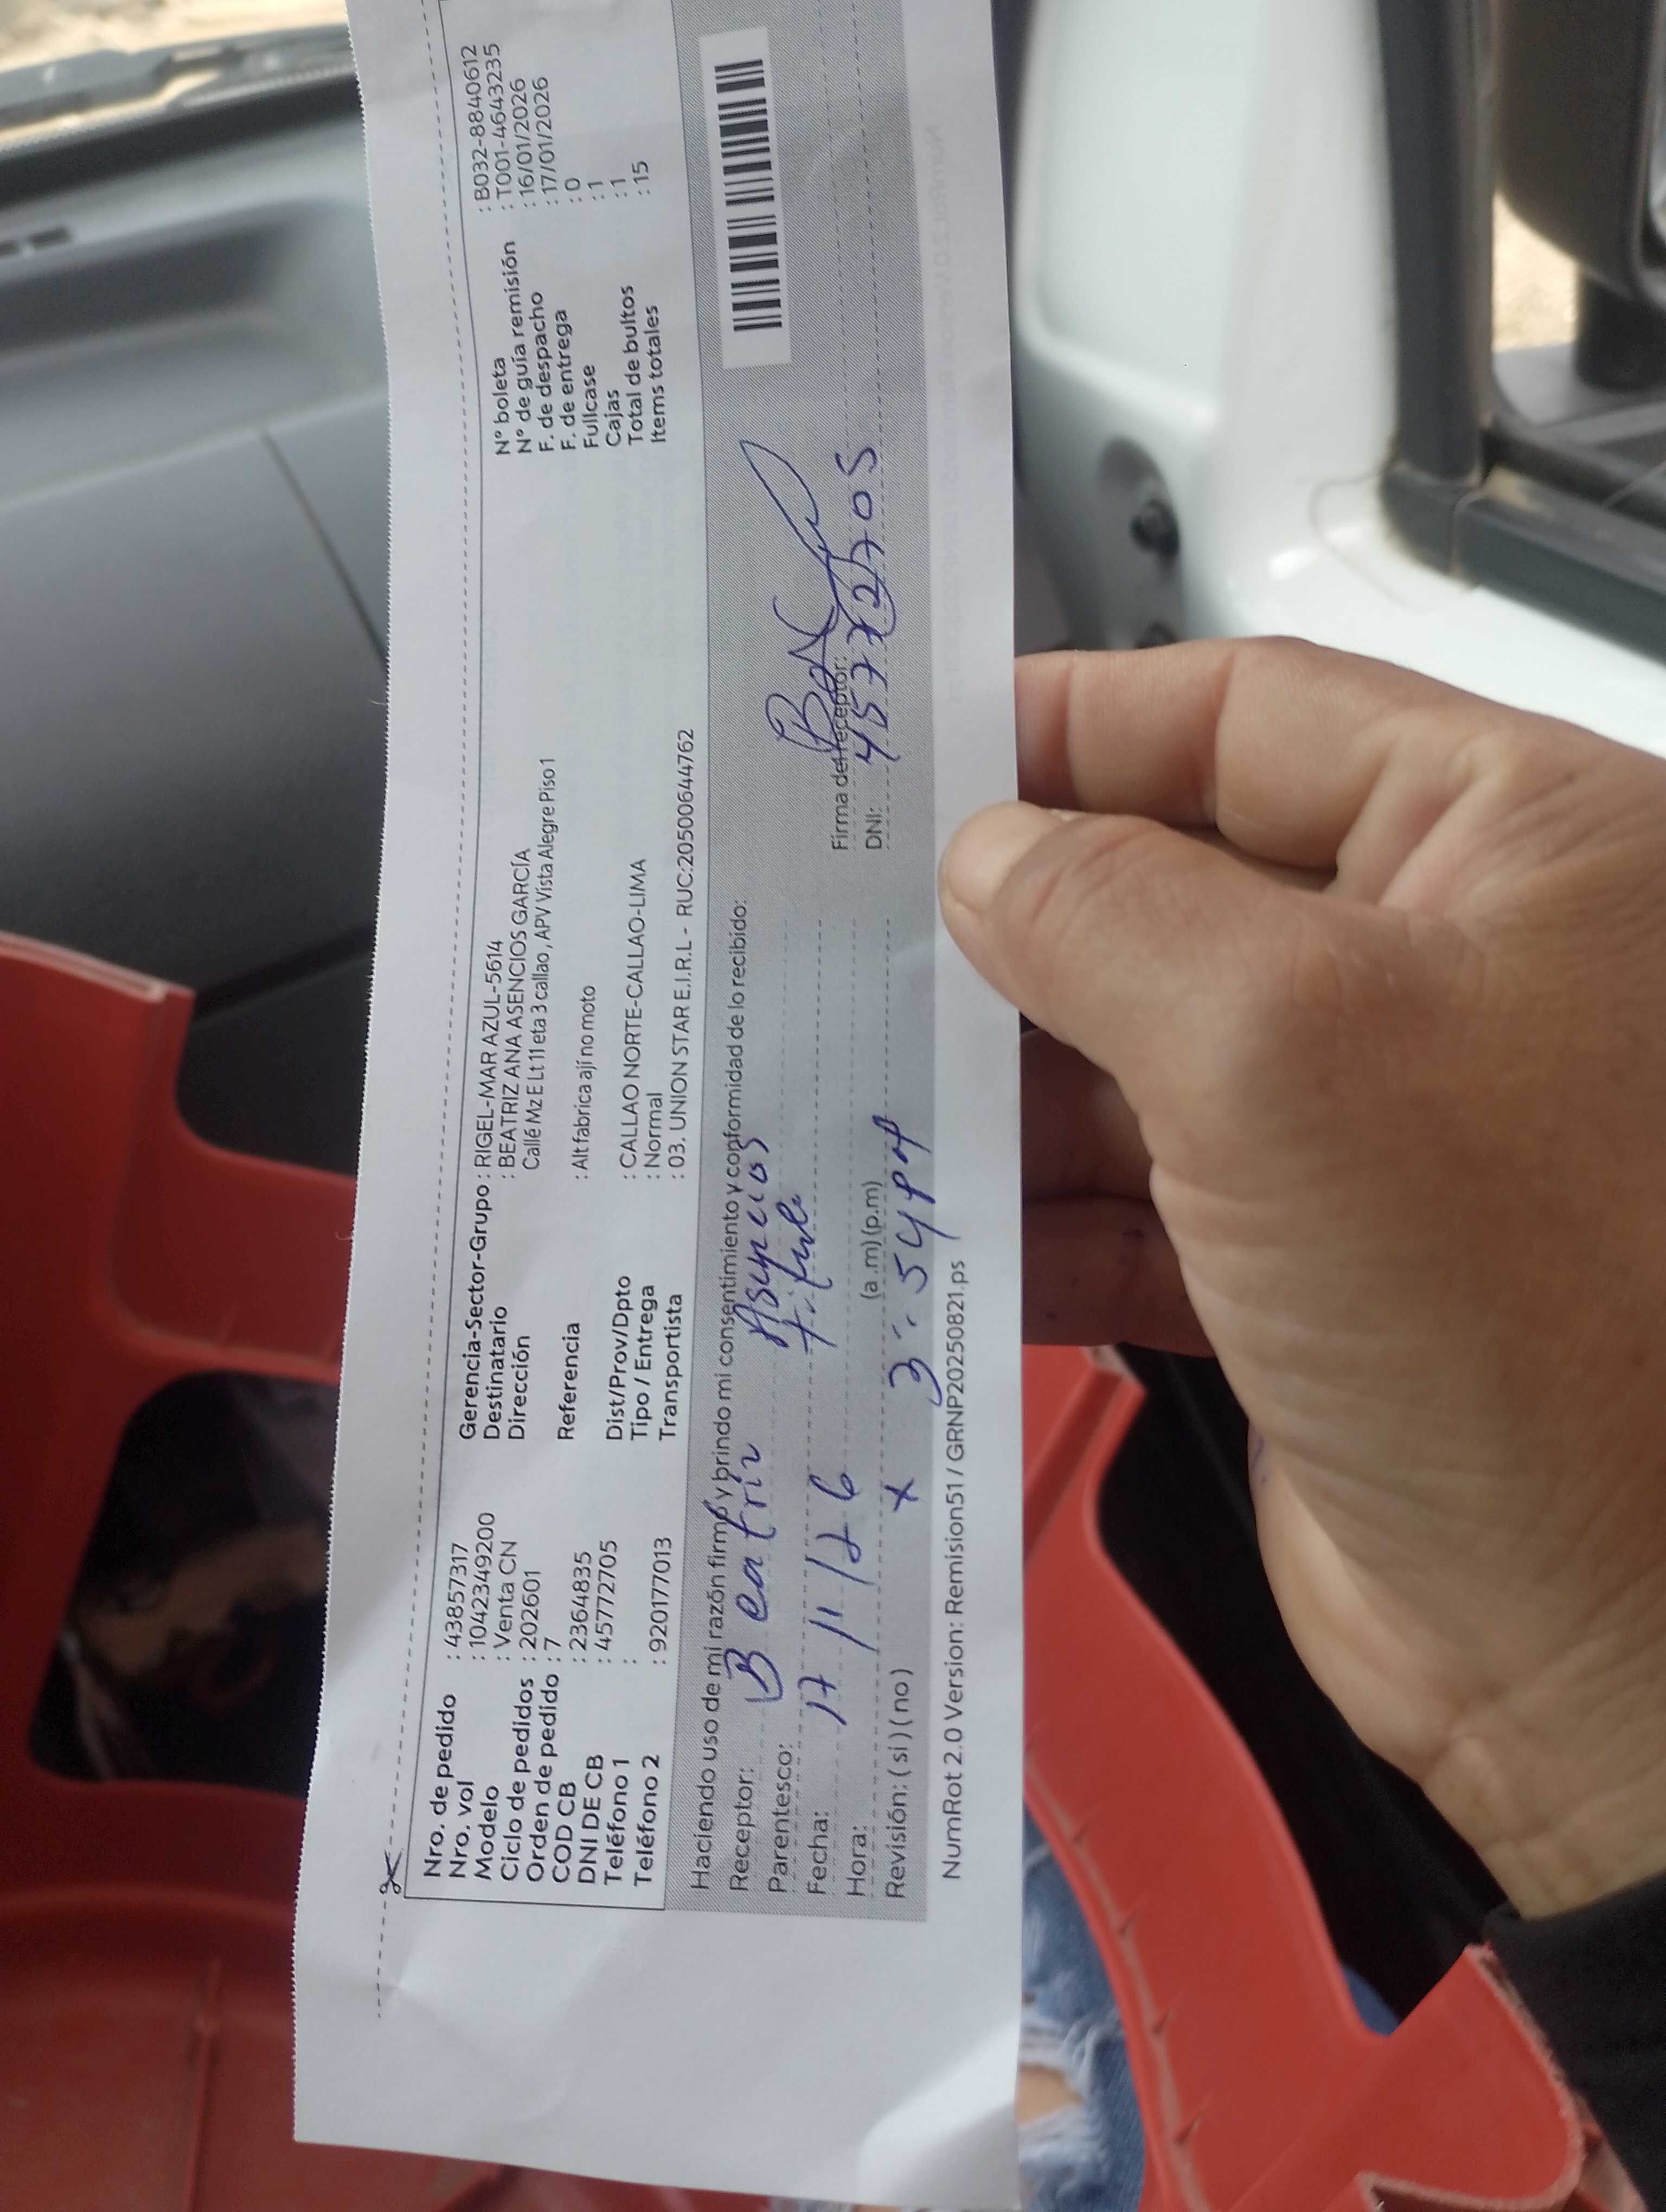 Nro. de pedido : 43857317
Nro. vol : 10422349200
Modelo : Venta CN
Ciclo de pedidos : 202601
Orden de pedido : 7
COD CB : 2364835
DNI DE CB : 45772705
Teléfono 1 :
Teléfono 2 : 920177013
Gerencia-Sector-Grupo : RIGEL-MAR AZUL-5614
Destinatario : BEATRIZ ANA ASENCIOS GARCÍA
Dirección Callé Mz E Lt 11 eta 3 callao , APV Vista Alegre Piso 1
Referencia : Alt fabrica ají no moto
Dist/Prov/Dpto : CALLAO NORTE-CALLAO-LIMA
Tipo / Entrega : Normal
Transportista : 03. UNION STAR E.I.R.L - RUC:20500644762
N° boleta : B032-8840612
N° de guía remisión : T001-4643235
F. de despacho : 16/01/2026
F. de entrega : 17/01/2026
Fullcase : 0
Cajas : 1
Total de bultos : 1
Items totales : 15
Haciendo uso de mi razón firmo y brindo mi consentimiento y conformidad de lo recibido:
Receptor: Beatriz Asencios
Parentesco:
Fecha: 17
Hora: (a.m) (p.m)
Revisión: ( si ) ( no ) x 3:54 pm
Firma del receptor:
DNI: 4577
2705
NumRot 2.0 Version: Remision51 / GRNP20250821.ps